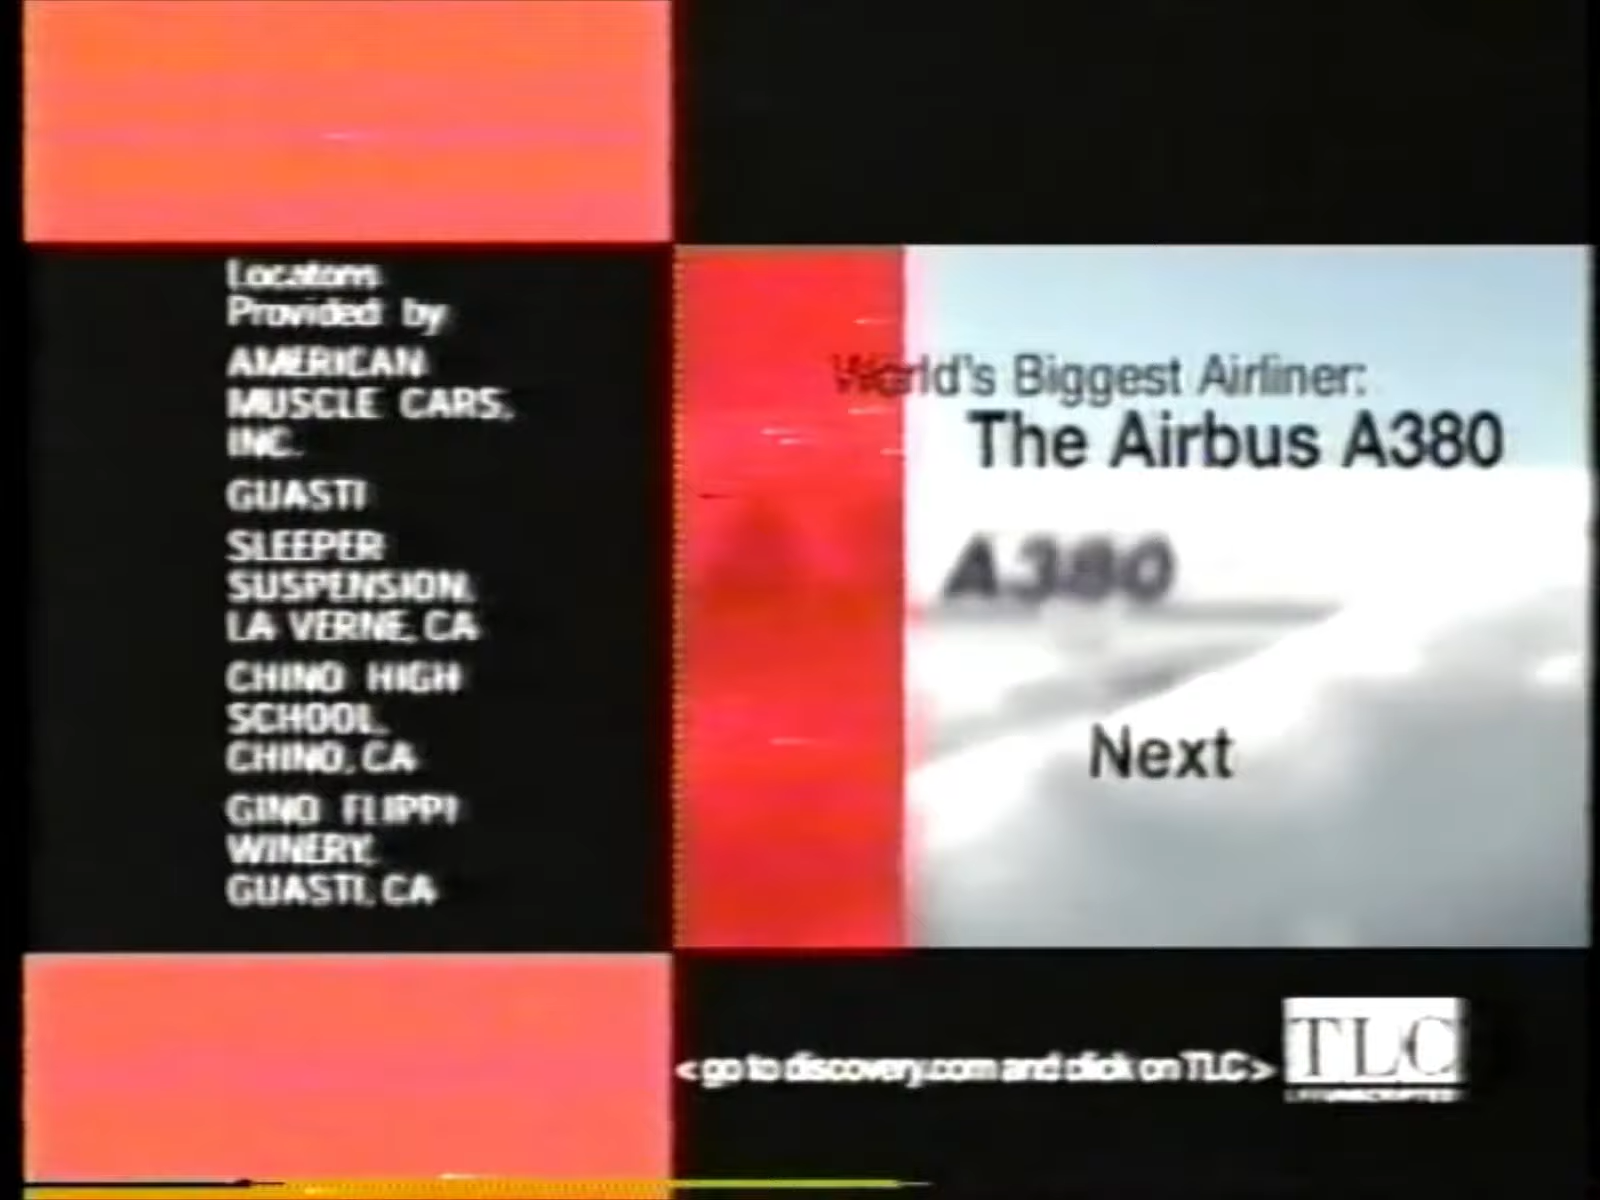 Locatons
Provided by
AMERICAN
MUSCLE CARS,
INC.
GUASTI
SLEEPER
SUSPENSION,
LA VERNE, CA
CHINO HIGH
SCHOOL,
CHINO, CA
GINO FLIPPI
WINERY,
GUASTI, CA
World's Biggest Airliner:
The Airbus A380
A380
Next
<go to discovery.com and click on TLC>
TLC